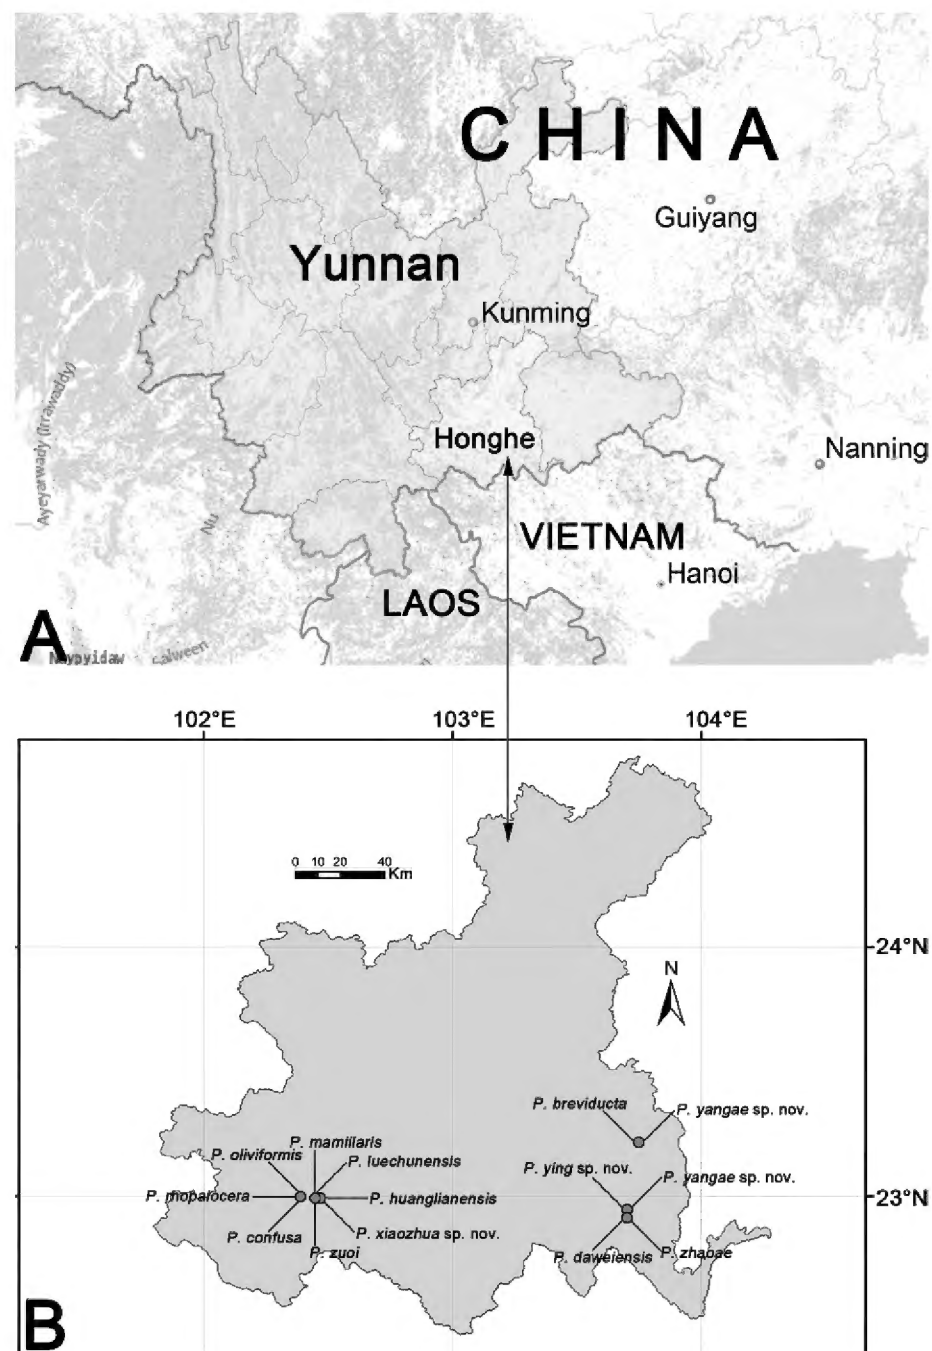 CHINA
Guiyang
Yunnan
Kunming
Honghe
Nanning
Ayeyarwady (Irrawaddy)
Nu
VIETNAM
Hanoi
LAOS
A
Naypyidaw
Salween
102°E 103°E 104°E
0 10 20 40 Km
24°N
N
P. breviducta
P. yangae sp. nov.
P. mamillaris
P. oliviformis
P. luechunensis
P. ying sp. nov.
P. yangae sp. nov.
P. mopalocera
P. huanglianensis
23°N
P. confusa
P. xiaozhua sp. nov.
P. zuoi
P. daweiensis
P. zhaoae
B